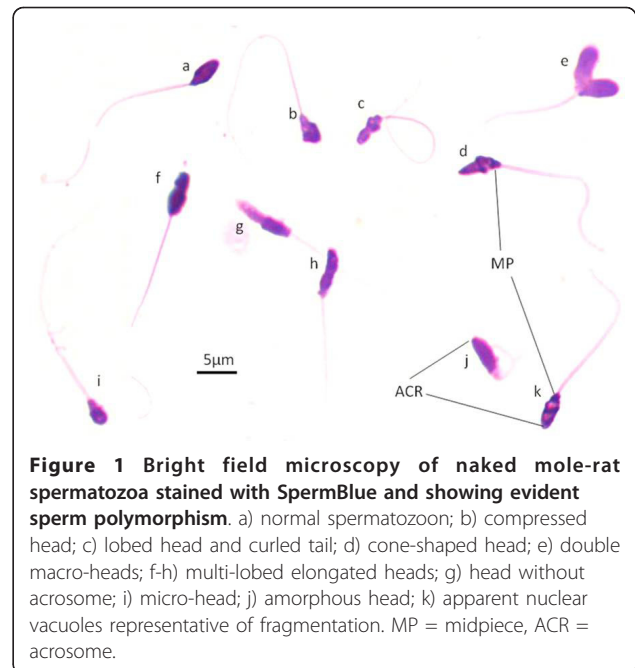 a
b
c
e
d
f
g
h
MP
5μm
j
i
k
ACR
Figure 1 Bright field microscopy of naked mole-rat
spermatozoa stained with SpermBlue and showing evident
sperm polymorphism. a) normal spermatozoon; b) compressed
head; c) lobed head and curled tail; d) cone-shaped head; e) double
macro-heads; f-h) multi-lobed elongated heads; g) head without
acrosome; i) micro-head; j) amorphous head; k) apparent nuclear
vacuoles representative of fragmentation. MP = midpiece, ACR =
acrosome.